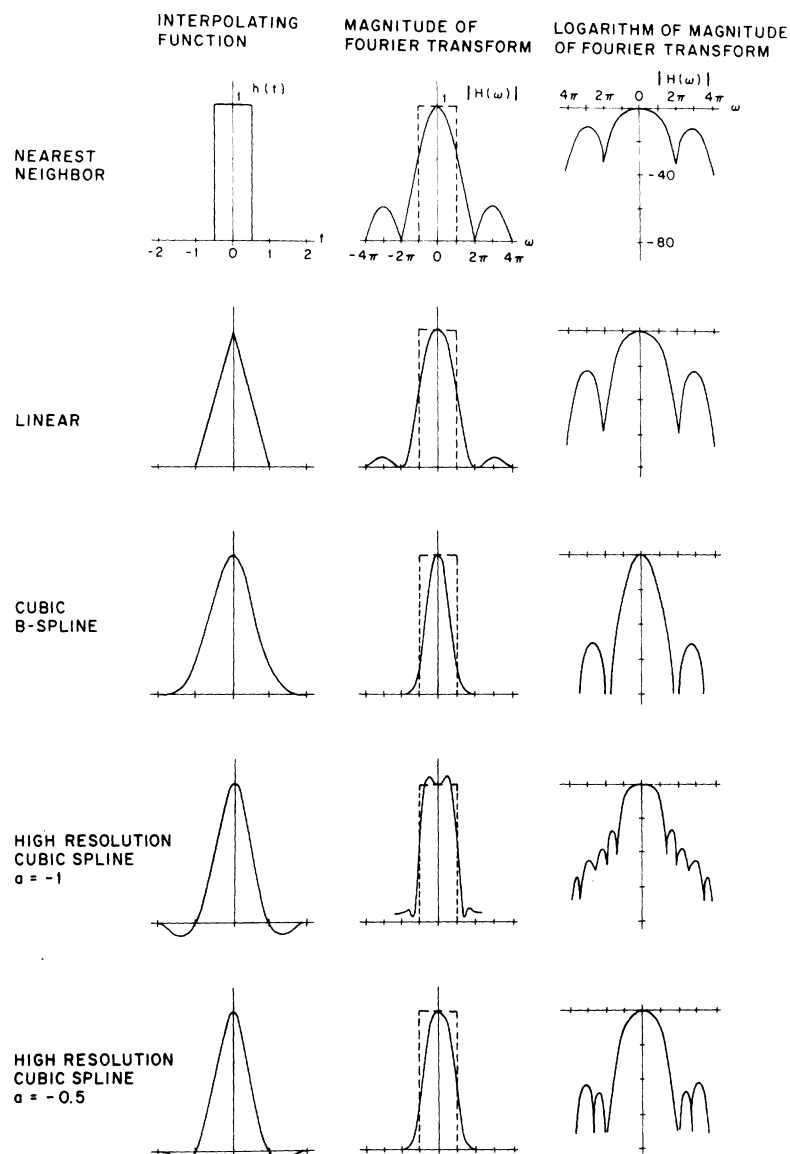 INTERPOLATING
FUNCTION
MAGNITUDE OF
FOURIER TRANSFORM
LOGARITHM OF MAGNITUDE
OF FOURIER TRANSFORM
NEAREST
NEIGHBOR
1 h(t)
t
-2 -1 0 1 2
1 |H(ω)|
ω
-4π -2π 0 2π 4π
|H(ω)|
4π 2π 0 2π 4π
ω
-40
-80
LINEAR
CUBIC
B-SPLINE
HIGH RESOLUTION
CUBIC SPLINE
a = -1
HIGH RESOLUTION
CUBIC SPLINE
a = -0.5